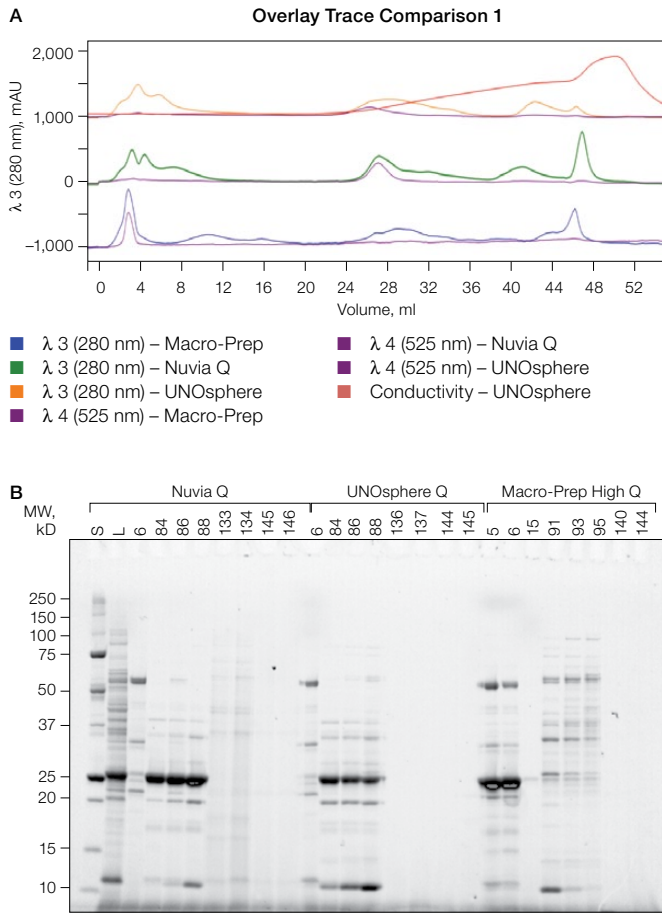 A
Overlay Trace Comparison 1
λ 3 (280 nm), mAU
2,000
1,000
0
–1,000
0 4 8 12 16 20 24 28 32 36 40 44 48 52
Volume, ml
λ 3 (280 nm) – Macro-Prep
λ 3 (280 nm) – Nuvia Q
λ 3 (280 nm) – UNOsphere
λ 4 (525 nm) – Macro-Prep
λ 4 (525 nm) – Nuvia Q
λ 4 (525 nm) – UNOsphere
Conductivity – UNOsphere
B
Nuvia Q UNOsphere Q Macro-Prep High Q
MW, kD
S L 6 84 86 88 133 134 145 146 6 84 86 88 136 137 144 145 5 6 15 91 93 95 140 144
250
150
100
75
50
37
25
20
15
10